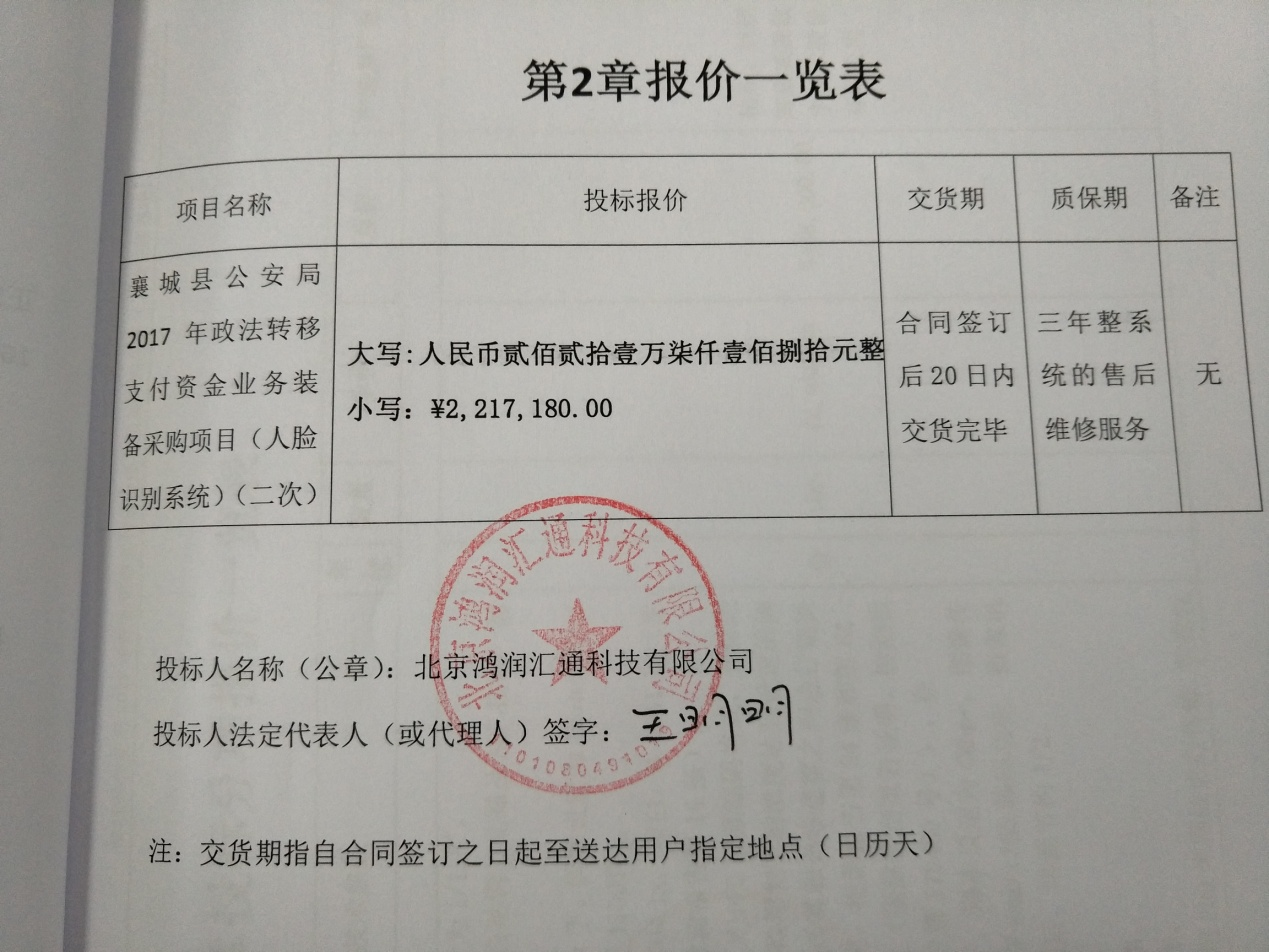 第2章报价一览表
项目名称 投标报价 交货期 质保期 备注
襄城县公安局
2017 年政法转移
支付资金业务装
备采购项目（人脸
识别系统）（二次）
大写：人民币贰佰贰拾壹万柒仟壹佰捌拾元整
小写：¥2,217,180.00
合同签订
后20日内
交货完毕
三年整系
统的售后
维修服务
无
北京鸿润汇通科技有限公司
投标人名称（公章）：北京鸿润汇通科技有限公司
投标人法定代表人（或代理人）签字：王明明
注：交货期指自合同签订之日起至送达用户指定地点（日历天）